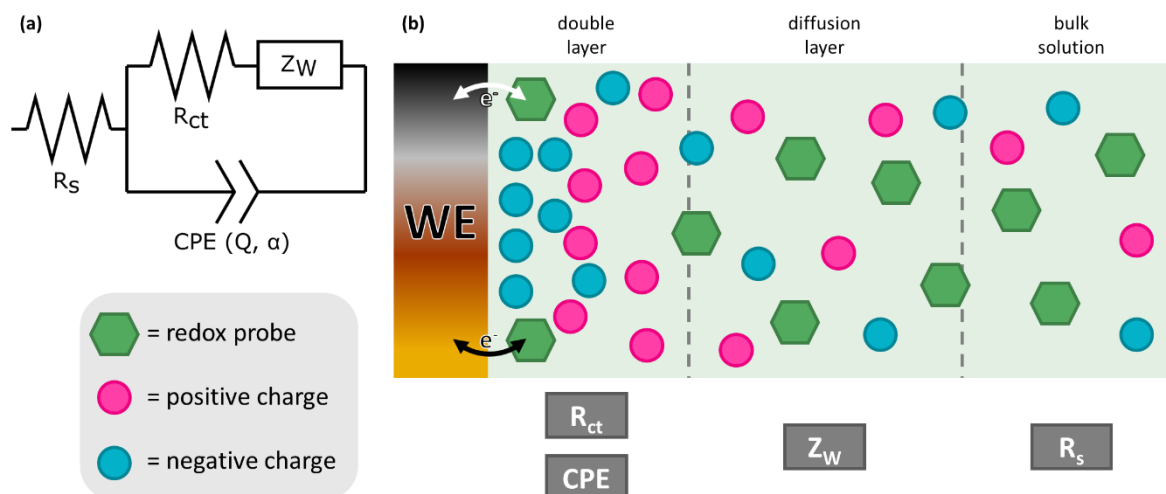 (a)
R_ct
Z_W
R_s
CPE (Q, α)
= redox probe
= positive charge
= negative charge
(b)
double
layer
diffusion
layer
bulk
solution
e-
WE
e-
R_ct
CPE
Z_W
R_s